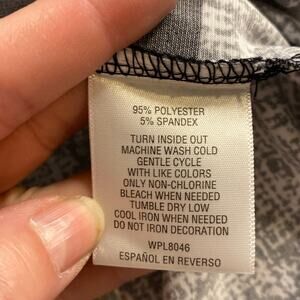 95% POLYESTER
5% SPANDEX
TURN INSIDE OUT
MACHINE WASH COLD
GENTLE CYCLE
WITH LIKE COLORS
ONLY NON-CHLORINE
BLEACH WHEN NEEDED
TUMBLE DRY LOW
COOL IRON WHEN NEEDED
DO NOT IRON DECORATION
WPL8046
ESPAÑOL EN REVERSO